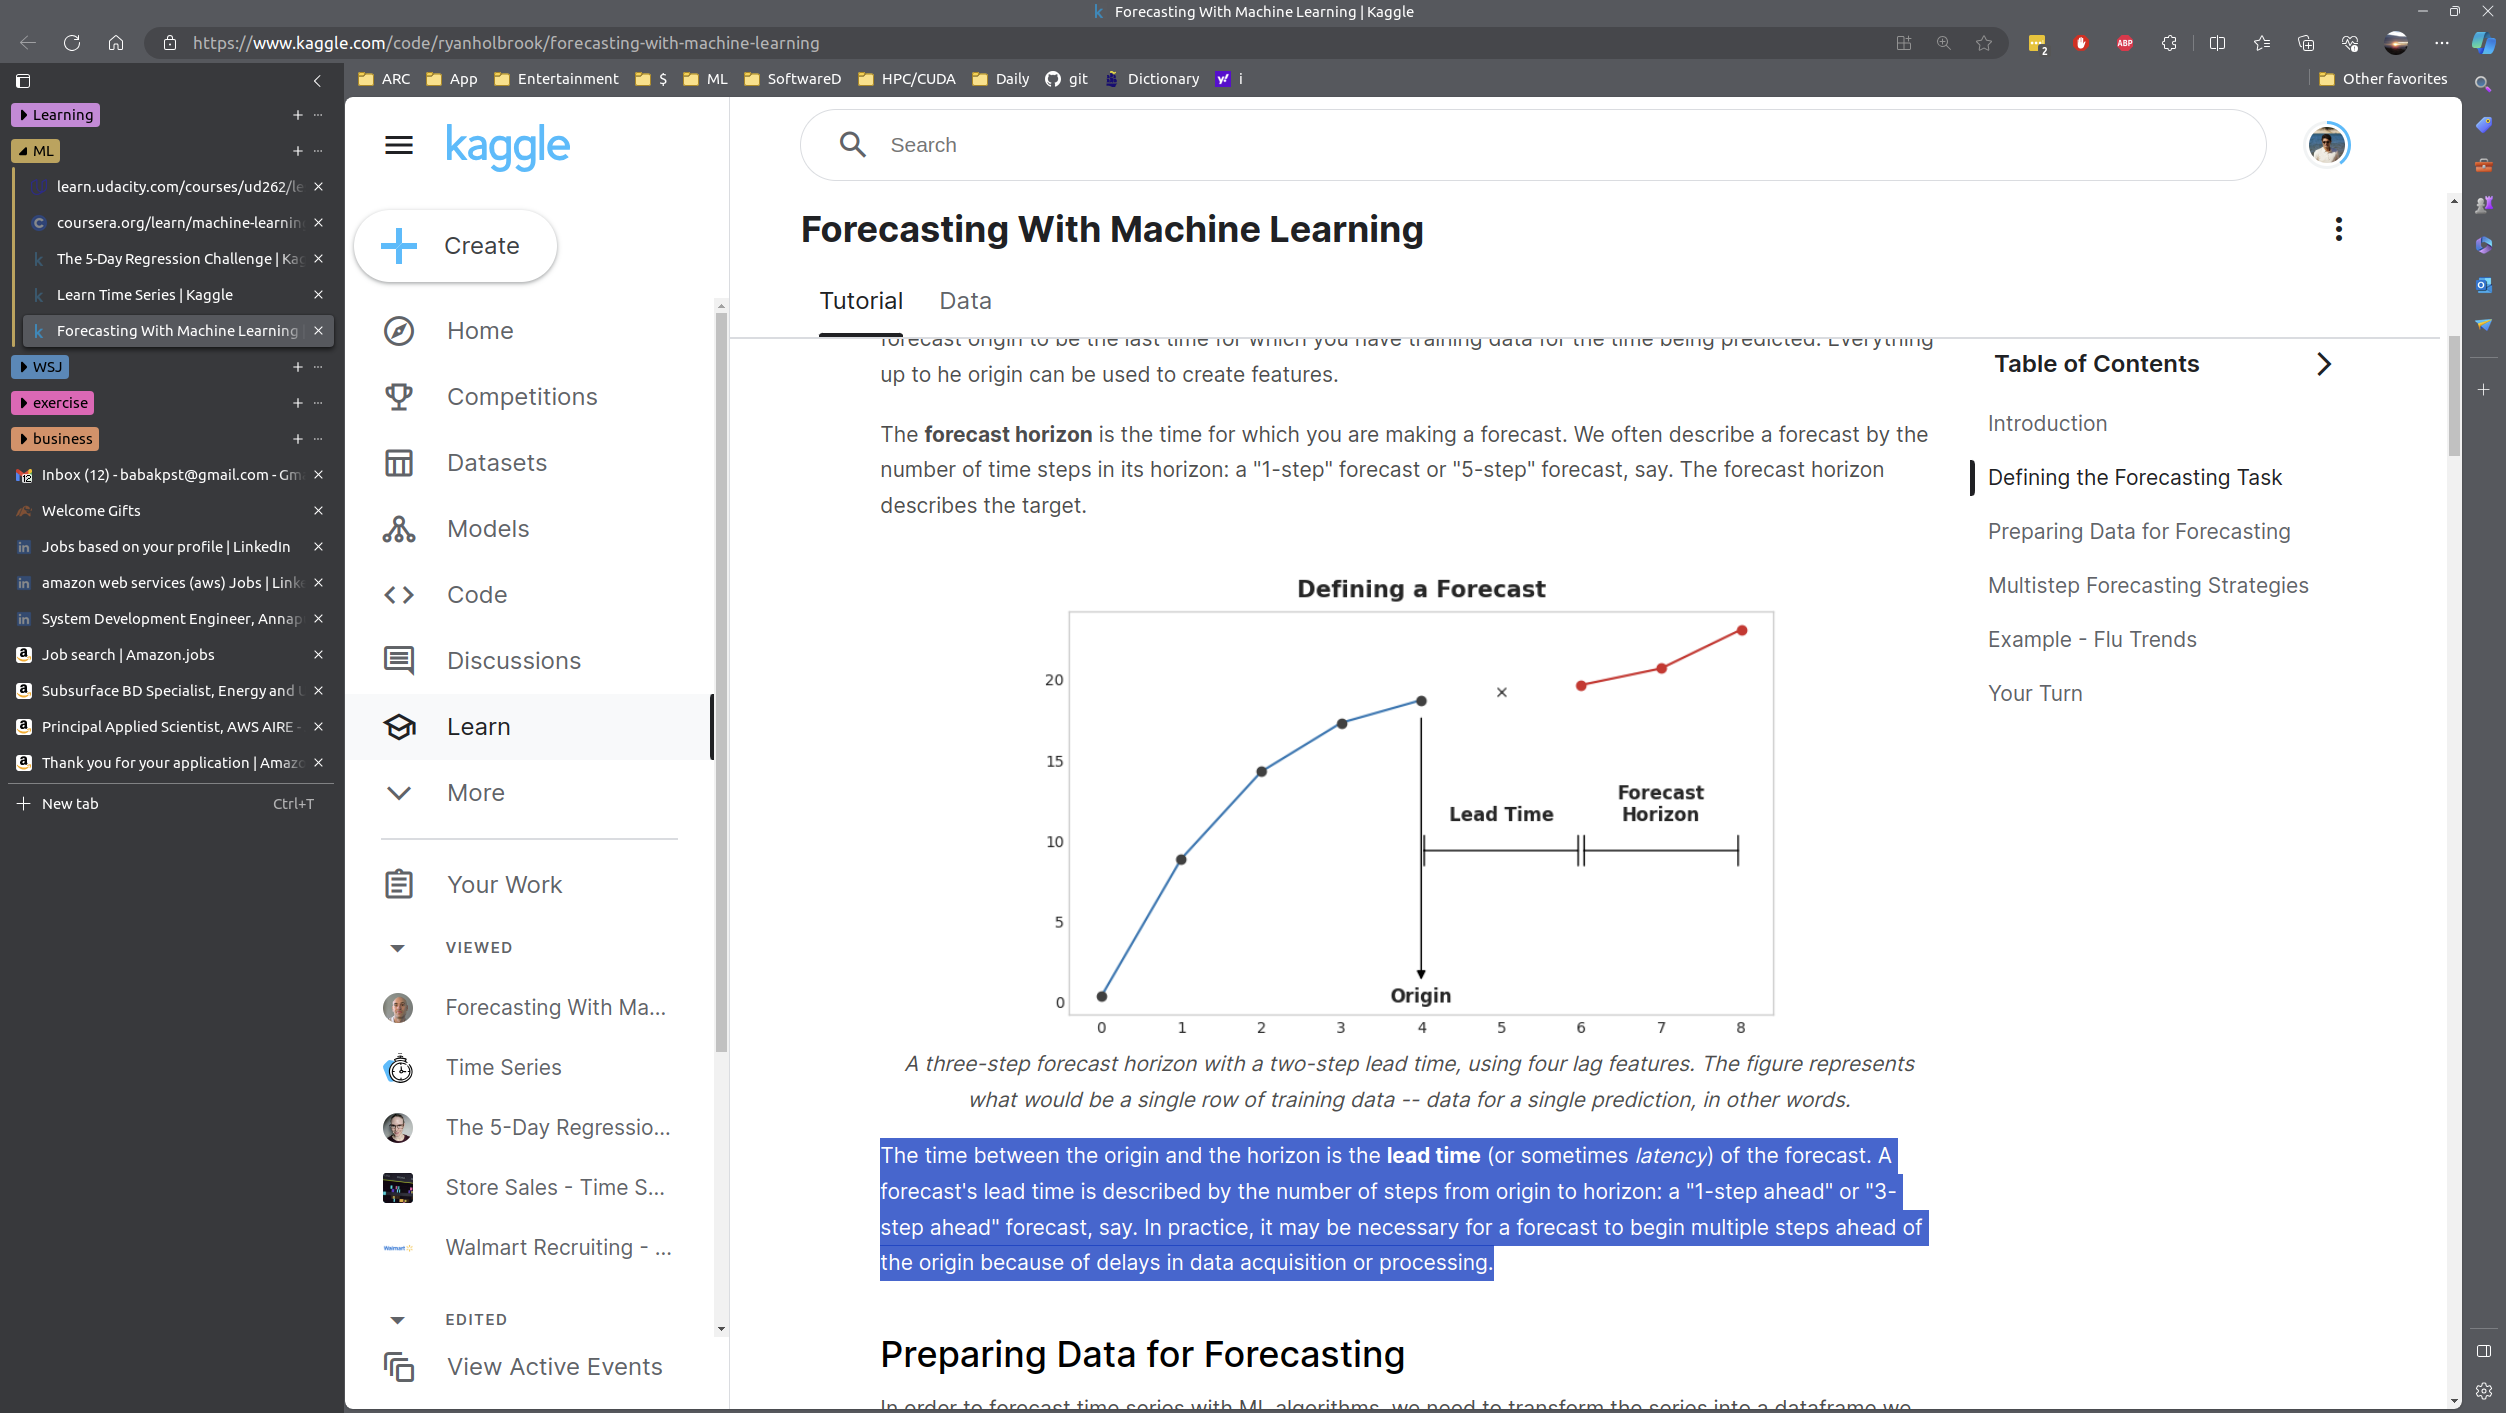 Forecasting With Machine Learning | Kaggle
https://www.kaggle.com/code/ryanholbrook/forecasting-with-machine-learning
2
ABP
ARC
App
Entertainment
$
ML
SoftwareD
HPC/CUDA
Daily
git
Dictionary
i
Other favorites
Learning
ML
learn.udacity.com/courses/ud262/le
coursera.org/learn/machine-learnin
The 5-Day Regression Challenge | Kag
Learn Time Series | Kaggle
Forecasting With Machine Learning
WSJ
exercise
business
Inbox (12) - babakpst@gmail.com - Gm
Welcome Gifts
Jobs based on your profile | LinkedIn
amazon web services (aws) Jobs | Linke
System Development Engineer, Annap
Job search | Amazon.jobs
Subsurface BD Specialist, Energy and U
Principal Applied Scientist, AWS AIRE -
Thank you for your application | Amazo
New tab
Ctrl+T
kaggle
Create
Home
Competitions
Datasets
Models
Code
Discussions
Learn
More
Your Work
VIEWED
Forecasting With Ma...
Time Series
The 5-Day Regressio...
Store Sales - Time S...
Walmart Recruiting - ...
EDITED
View Active Events
Search
Forecasting With Machine Learning
Tutorial
Data
forecast origin to be the last time for which you have training data for the time being predicted. Everything
up to he origin can be used to create features.
The forecast horizon is the time for which you are making a forecast. We often describe a forecast by the
number of time steps in its horizon: a "1-step" forecast or "5-step" forecast, say. The forecast horizon
describes the target.
Defining a Forecast
20
15
10
5
0
Lead Time
Forecast
Horizon
Origin
0 1 2 3 4 5 6 7 8
A three-step forecast horizon with a two-step lead time, using four lag features. The figure represents
what would be a single row of training data -- data for a single prediction, in other words.
The time between the origin and the horizon is the lead time (or sometimes latency) of the forecast. A
forecast's lead time is described by the number of steps from origin to horizon: a "1-step ahead" or "3-
step ahead" forecast, say. In practice, it may be necessary for a forecast to begin multiple steps ahead of
the origin because of delays in data acquisition or processing.
Preparing Data for Forecasting
In order to forecast time series with ML algorithms, we need to transform the series into a dataframe we
Table of Contents
Introduction
Defining the Forecasting Task
Preparing Data for Forecasting
Multistep Forecasting Strategies
Example - Flu Trends
Your Turn